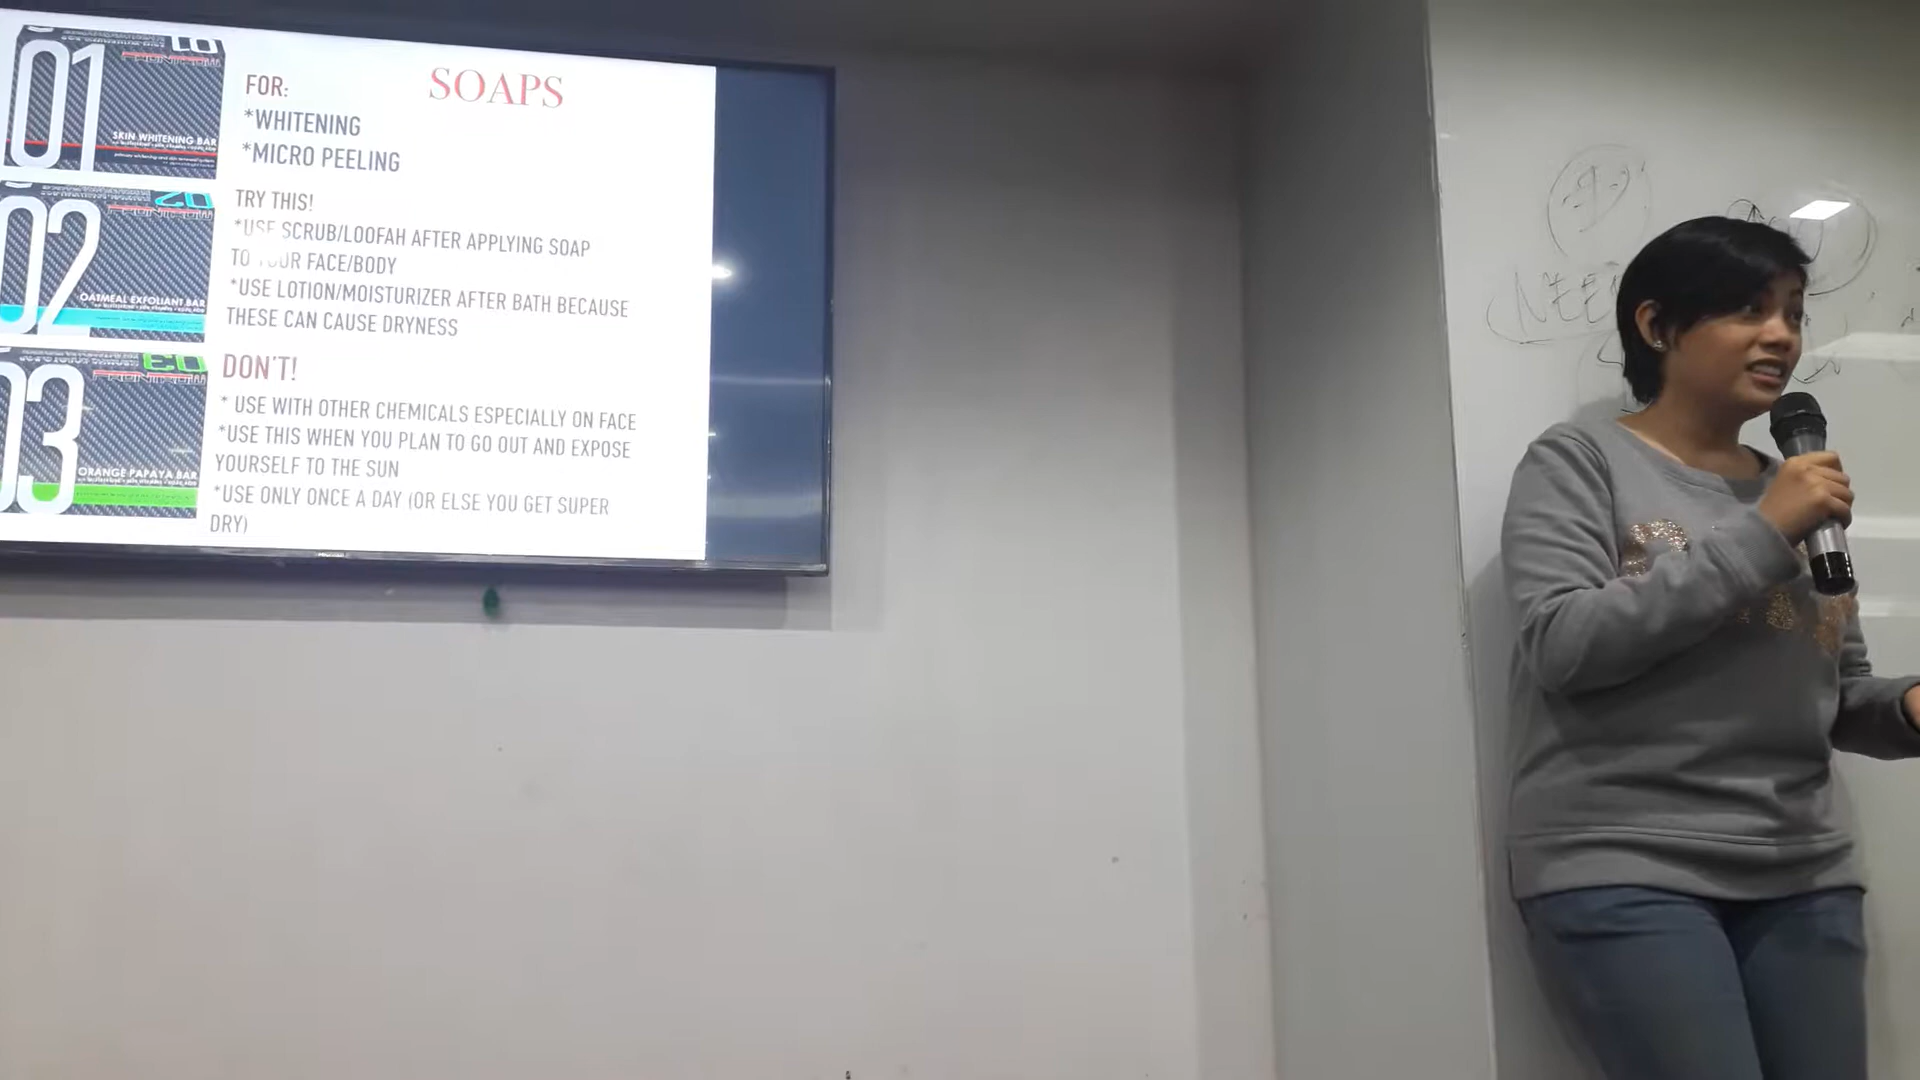 01
SKIN WHITENING BAR
02
OATMEAL EXFOLIANT BAR
03
ORANGE PAPAYA BAR
SOAPS
FOR:
*WHITENING
*MICRO PEELING
TRY THIS!
*USE SCRUB/LOOFAH AFTER APPLYING SOAP
TO YOUR FACE/BODY
*USE LOTION/MOISTURIZER AFTER BATH BECAUSE
THESE CAN CAUSE DRYNESS
DON'T!
* USE WITH OTHER CHEMICALS ESPECIALLY ON FACE
*USE THIS WHEN YOU PLAN TO GO OUT AND EXPOSE
YOURSELF TO THE SUN
*USE ONLY ONCE A DAY (OR ELSE YOU GET SUPER
DRY)